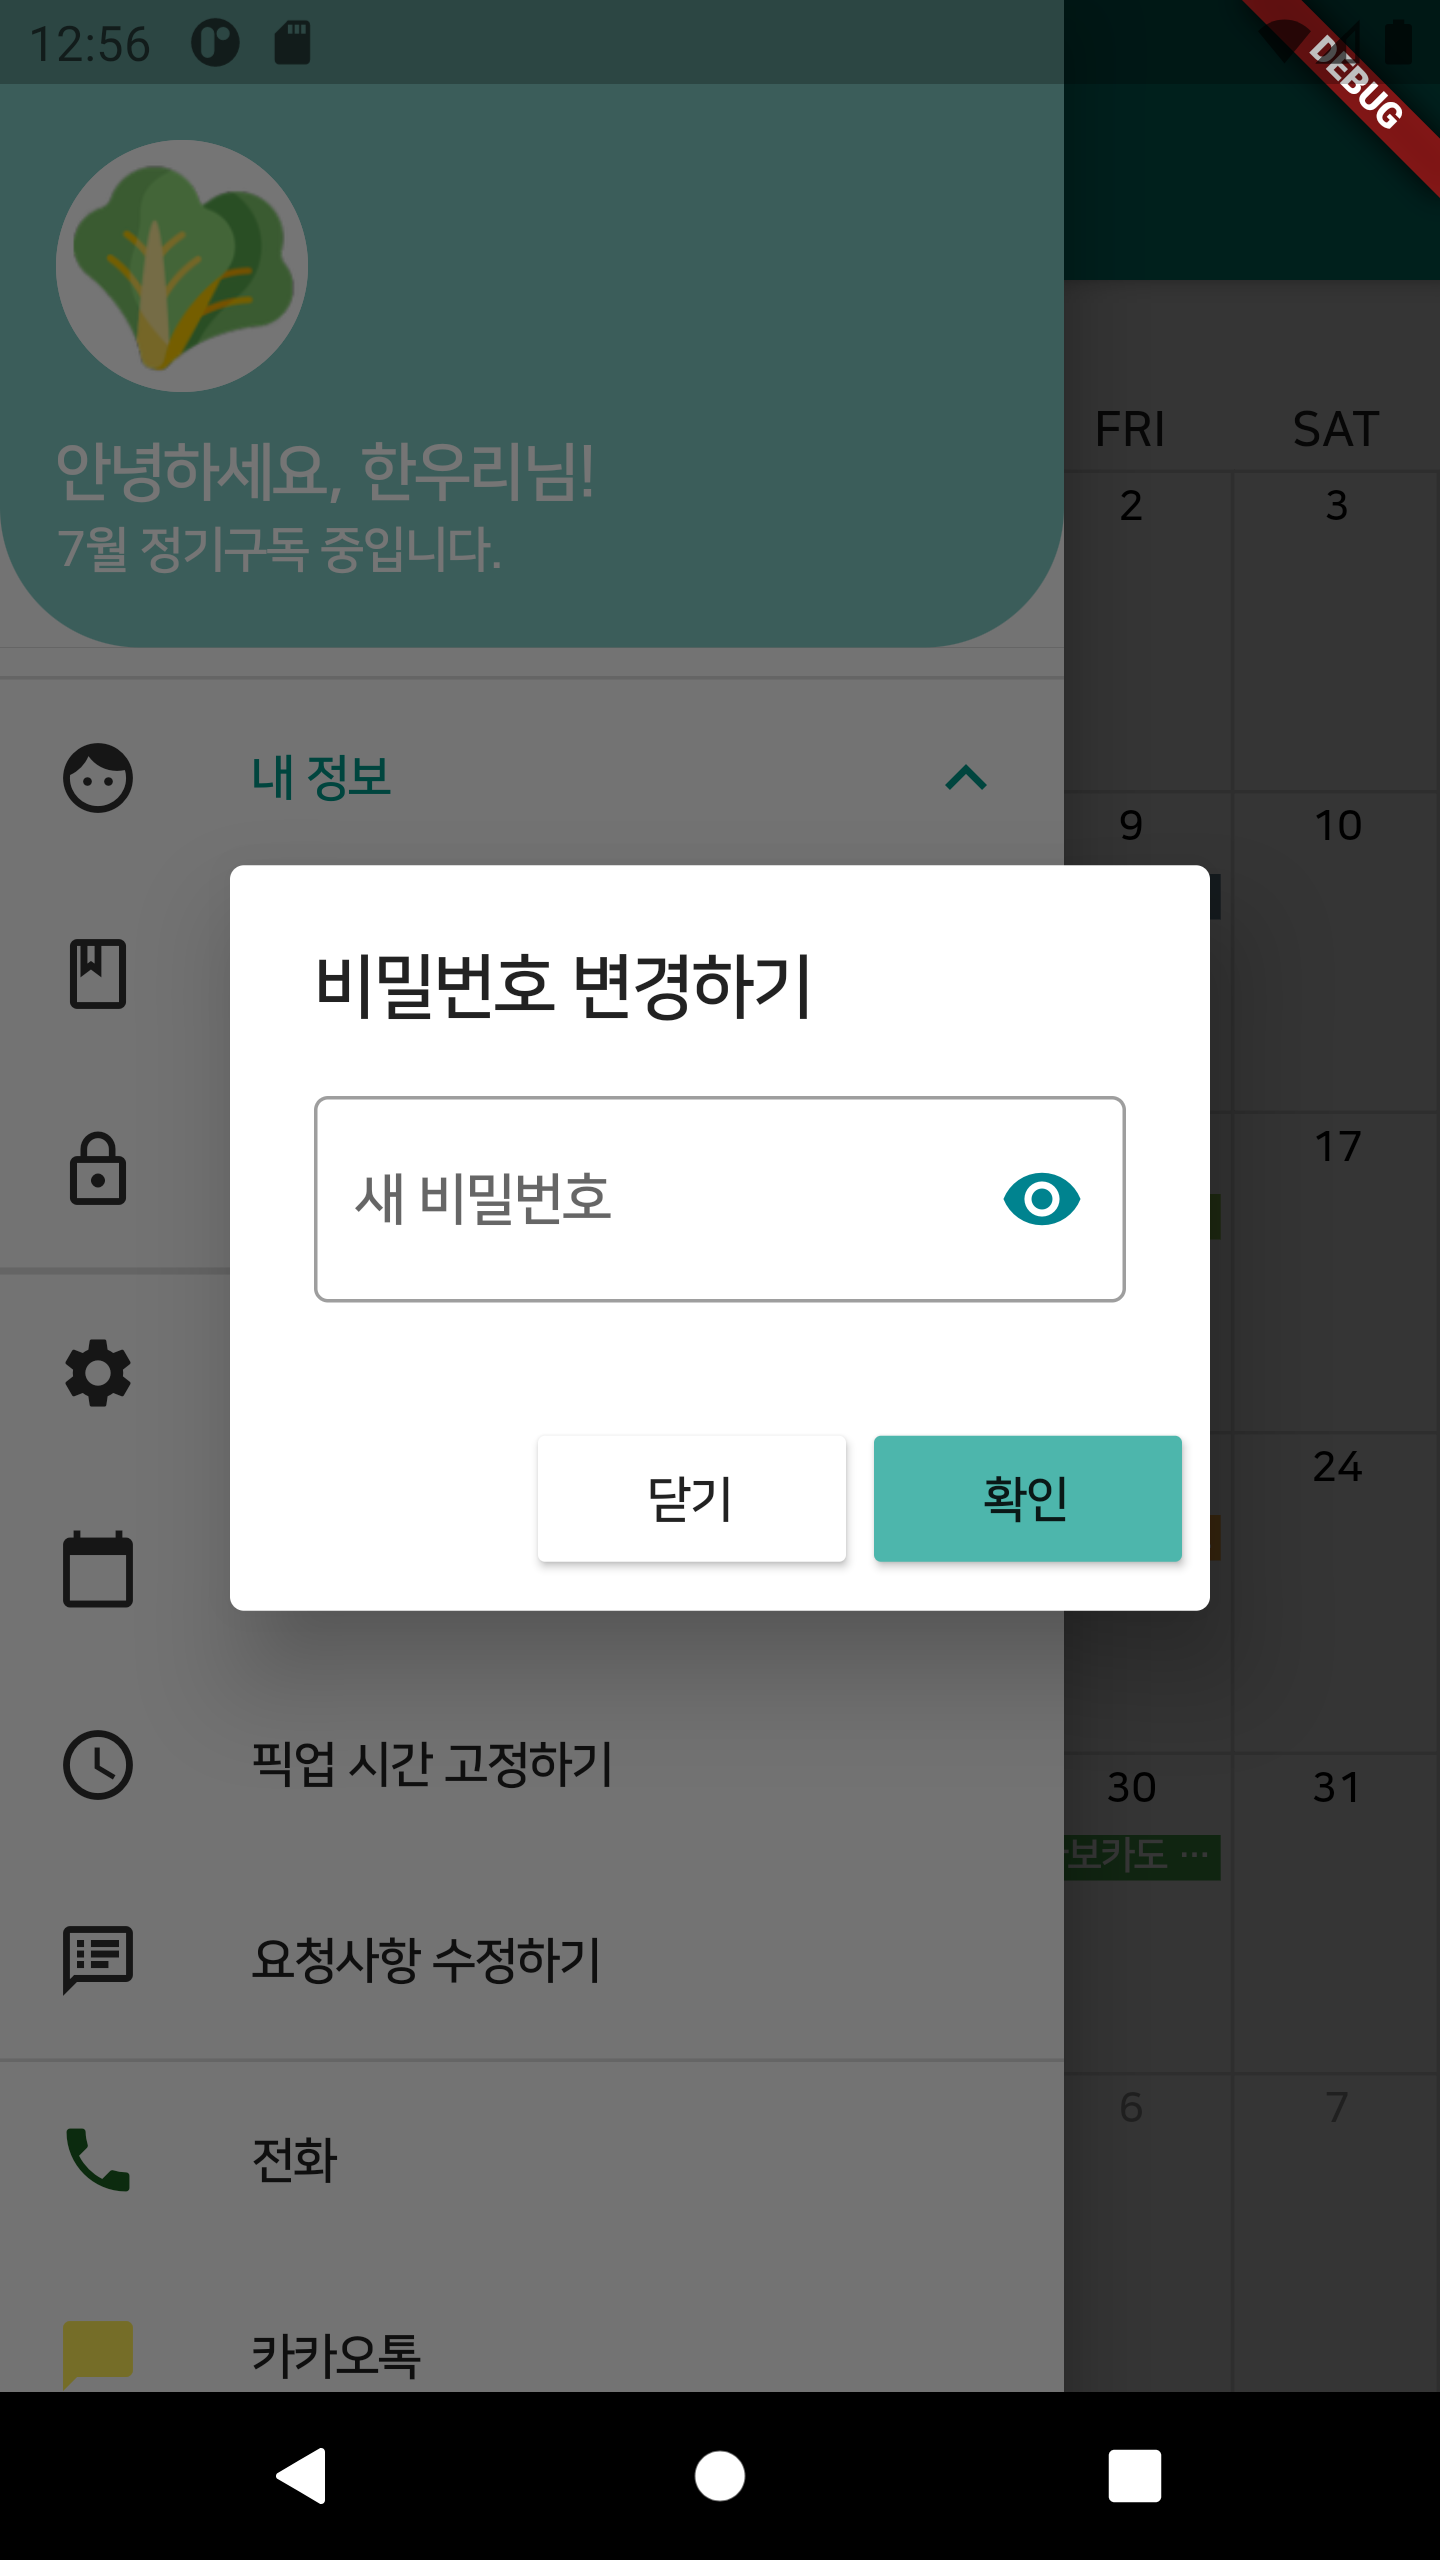 12:56
DEBUG
안녕하세요, 한우리님!
7월 정기구독 중입니다.
FRI SAT
2 3
내 정보
9 10
비밀번호 변경하기
17
새 비밀번호
24
닫기 확인
픽업 시간 고정하기
30 31
보카도 ...
요청사항 수정하기
6 7
전화
카카오톡